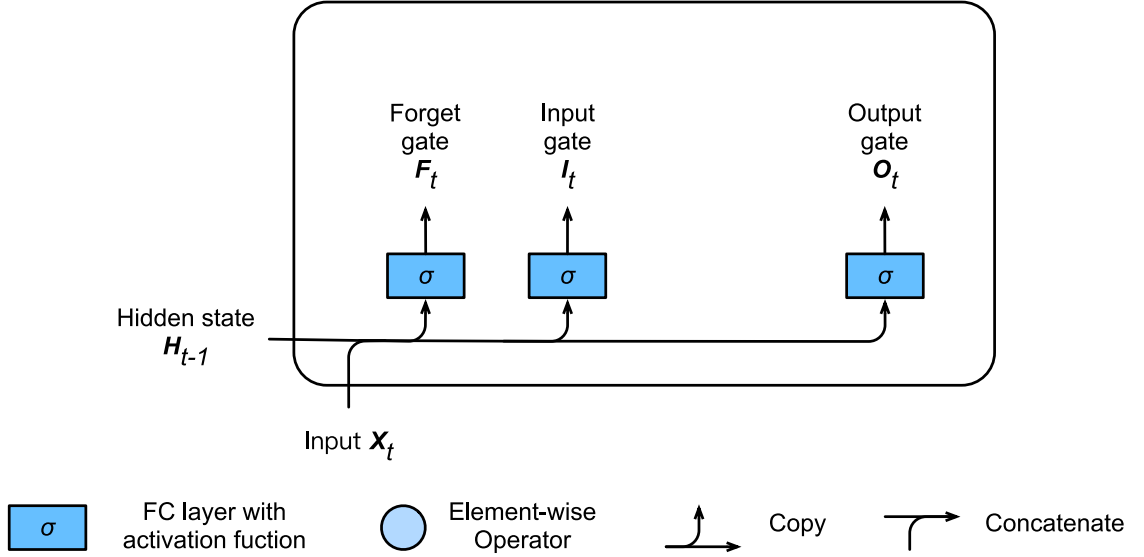 Forget
gate
F_t
Input
gate
I_t
Output
gate
O_t
σ
σ
σ
Hidden state
H_{t-1}
Input X_t
σ
FC layer with
activation fuction
Element-wise
Operator
Copy
Concatenate